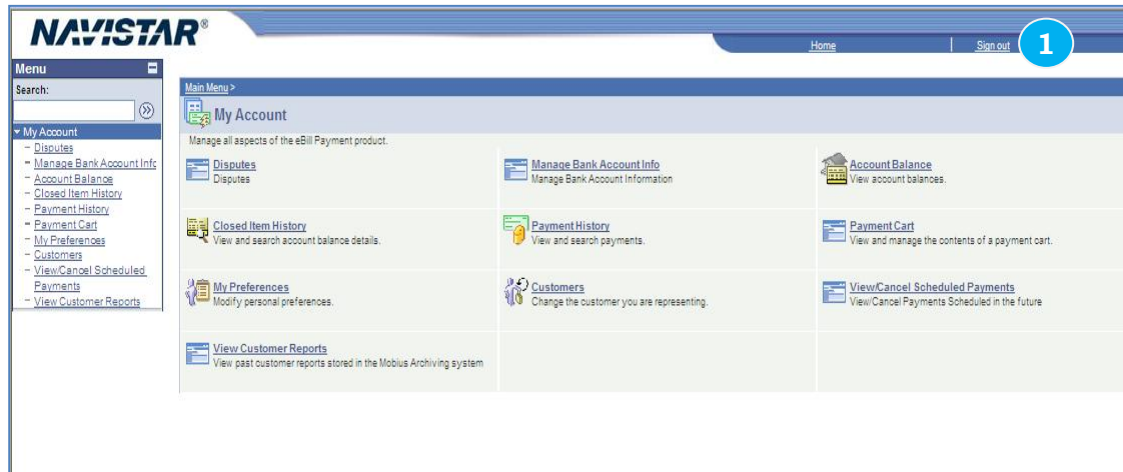 NAVISTAR®
Home | Sign out
1
Menu
Search:
My Account
– Disputes
– Manage Bank Account Info
– Account Balance
– Closed Item History
– Payment History
– Payment Cart
– My Preferences
– Customers
– View/Cancel Scheduled
Payments
– View Customer Reports
Main Menu >
My Account
Manage all aspects of the eBill Payment product.
Disputes
Disputes
Manage Bank Account Info
Manage Bank Account Information
Account Balance
View account balances.
Closed Item History
View and search account balance details.
Payment History
View and search payments.
Payment Cart
View and manage the contents of a payment cart.
My Preferences
Modify personal preferences.
Customers
Change the customer you are representing.
View/Cancel Scheduled Payments
View/Cancel Payments Scheduled in the future
View Customer Reports
View past customer reports stored in the Mobius Archiving system